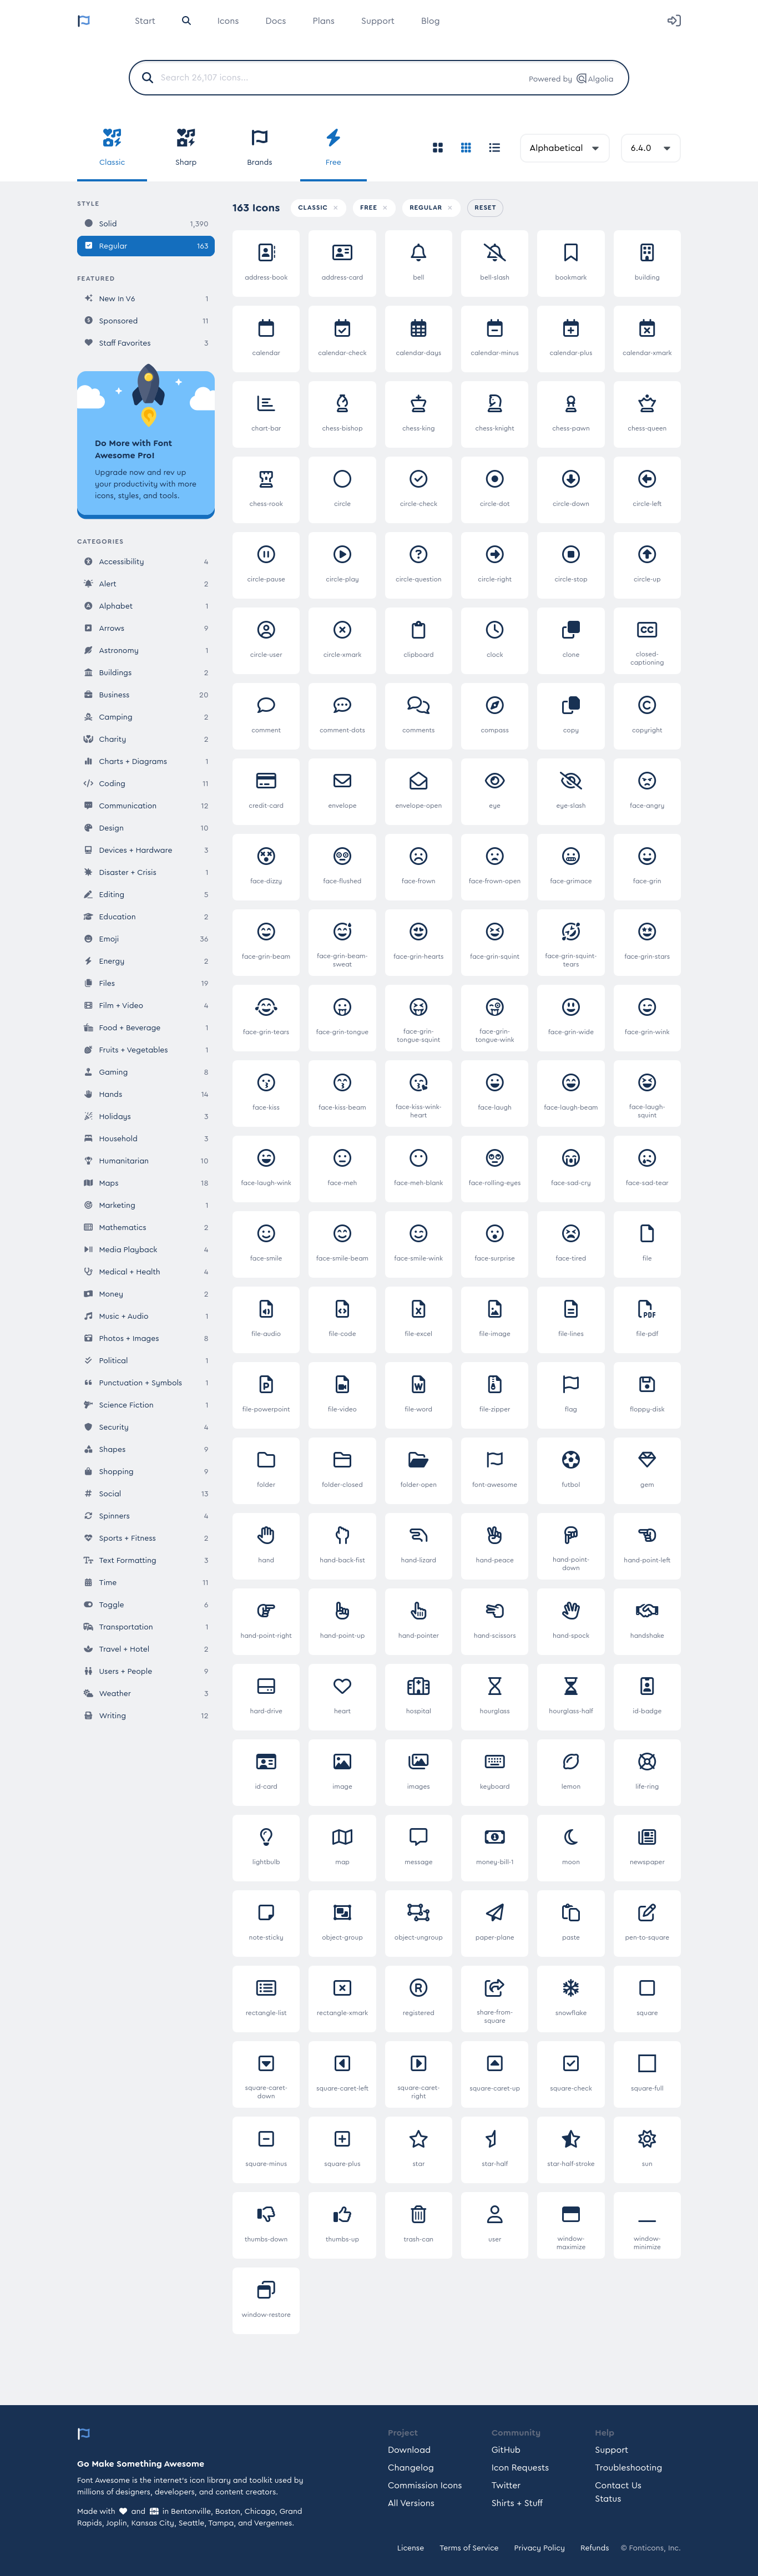 Start
Icons
Docs
Plans
Support
Blog
Search 26,107 icons...
Powered by Algolia
Classic
Sharp
Brands
Free
Alphabetical
6.4.0
STYLE
Solid 1,390
Regular 163
FEATURED
New In V6 1
Sponsored 11
Staff Favorites 3
Do More with Font
Awesome Pro!
Upgrade now and rev up
your productivity with more
icons, styles, and tools.
CATEGORIES
Accessibility 4
Alert 2
Alphabet 1
Arrows 9
Astronomy 1
Buildings 2
Business 20
Camping 2
Charity 2
Charts + Diagrams 1
Coding 11
Communication 12
Design 10
Devices + Hardware 3
Disaster + Crisis 1
Editing 5
Education 2
Emoji 36
Energy 2
Files 19
Film + Video 4
Food + Beverage 1
Fruits + Vegetables 1
Gaming 8
Hands 14
Holidays 3
Household 3
Humanitarian 10
Maps 18
Marketing 1
Mathematics 2
Media Playback 4
Medical + Health 4
Money 2
Music + Audio 1
Photos + Images 8
Political 1
Punctuation + Symbols 1
Science Fiction 1
Security 4
Shapes 9
Shopping 9
Social 13
Spinners 4
Sports + Fitness 2
Text Formatting 3
Time 11
Toggle 6
Transportation 1
Travel + Hotel 2
Users + People 9
Weather 3
Writing 12
163 Icons
CLASSIC ×
FREE ×
REGULAR ×
RESET
address-book
address-card
bell
bell-slash
bookmark
building
calendar
calendar-check
calendar-days
calendar-minus
calendar-plus
calendar-xmark
chart-bar
chess-bishop
chess-king
chess-knight
chess-pawn
chess-queen
chess-rook
circle
circle-check
circle-dot
circle-down
circle-left
circle-pause
circle-play
circle-question
circle-right
circle-stop
circle-up
circle-user
circle-xmark
clipboard
clock
clone
CC
closed-
captioning
comment
comment-dots
comments
compass
copy
copyright
credit-card
envelope
envelope-open
eye
eye-slash
face-angry
face-dizzy
face-flushed
face-frown
face-frown-open
face-grimace
face-grin
face-grin-beam
face-grin-beam-
sweat
face-grin-hearts
face-grin-squint
face-grin-squint-
tears
face-grin-stars
face-grin-tears
face-grin-tongue
face-grin-
tongue-squint
face-grin-
tongue-wink
face-grin-wide
face-grin-wink
face-kiss
face-kiss-beam
face-kiss-wink-
heart
face-laugh
face-laugh-beam
face-laugh-
squint
face-laugh-wink
face-meh
face-meh-blank
face-rolling-eyes
face-sad-cry
face-sad-tear
face-smile
face-smile-beam
face-smile-wink
face-surprise
face-tired
file
file-audio
file-code
file-excel
file-image
file-lines
PDF
file-pdf
file-powerpoint
file-video
file-word
file-zipper
flag
floppy-disk
folder
folder-closed
folder-open
font-awesome
futbol
gem
hand
hand-back-fist
hand-lizard
hand-peace
hand-point-
down
hand-point-left
hand-point-right
hand-point-up
hand-pointer
hand-scissors
hand-spock
handshake
hard-drive
heart
hospital
hourglass
hourglass-half
id-badge
id-card
image
images
keyboard
lemon
life-ring
lightbulb
map
message
money-bill-1
moon
newspaper
note-sticky
object-group
object-ungroup
paper-plane
paste
pen-to-square
rectangle-list
rectangle-xmark
registered
share-from-
square
snowflake
square
square-caret-
down
square-caret-left
square-caret-
right
square-caret-up
square-check
square-full
square-minus
square-plus
star
star-half
star-half-stroke
sun
thumbs-down
thumbs-up
trash-can
user
window-
maximize
window-
minimize
window-restore
Go Make Something Awesome
Font Awesome is the internet's icon library and toolkit used by
millions of designers, developers, and content creators.
Made with and in Bentonville, Boston, Chicago, Grand
Rapids, Joplin, Kansas City, Seattle, Tampa, and Vergennes.
Project
Download
Changelog
Commission Icons
All Versions
Community
GitHub
Icon Requests
Twitter
Shirts + Stuff
Help
Support
Troubleshooting
Contact Us
Status
License
Terms of Service
Privacy Policy
Refunds
© Fonticons, Inc.